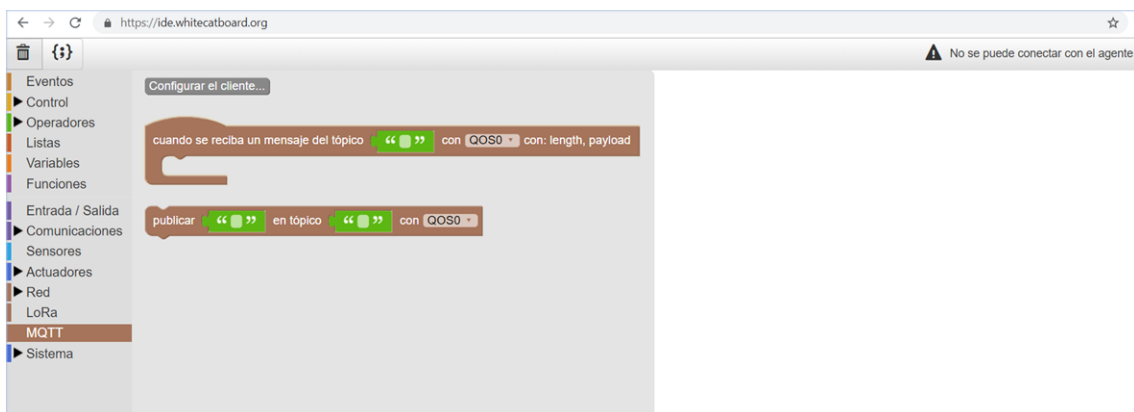 https://ide.whitecatboard.org
{;}
No se puede conectar con el agente
Eventos
Control
Operadores
Listas
Variables
Funciones
Entrada / Salida
Comunicaciones
Sensores
Actuadores
Red
LoRa
MQTT
Sistema
Configurar el cliente...
cuando se reciba un mensaje del tópico “ ” con QOS0 con: length, payload
publicar “ ” en tópico “ ” con QOS0